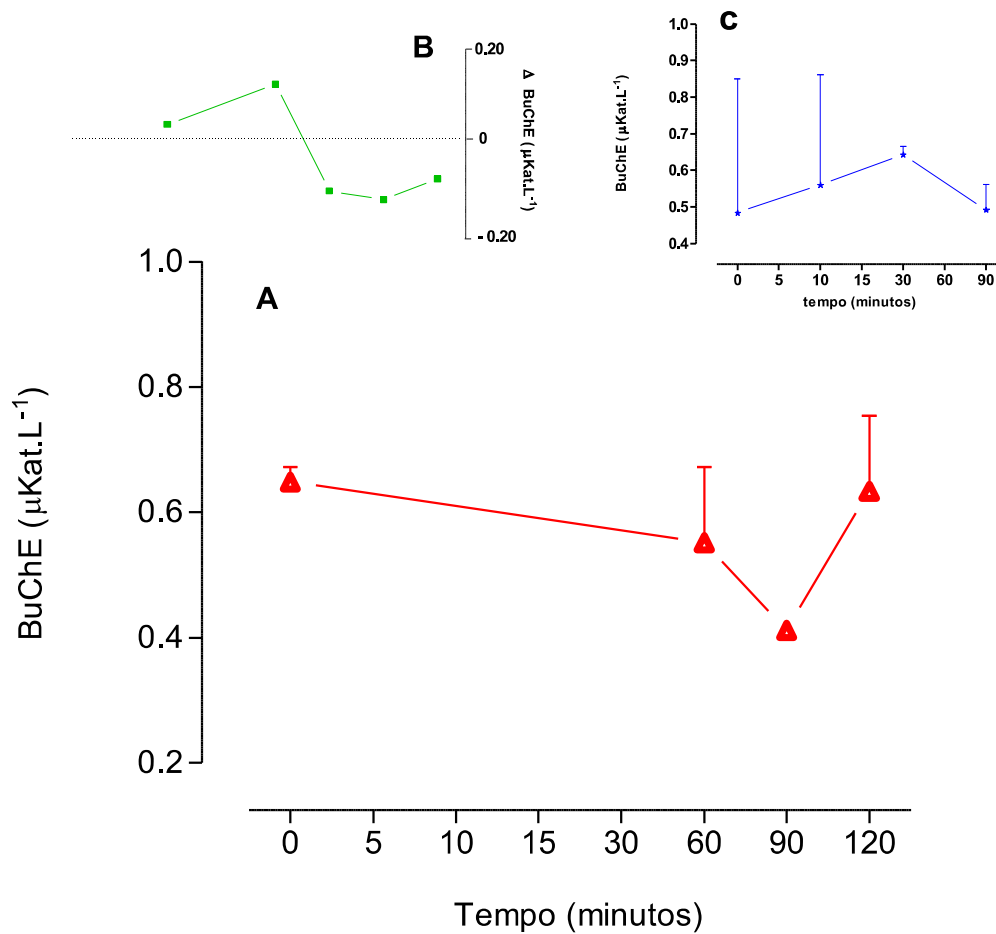 B
0.20
0
- 0.20
Δ BuChE (μKat.L⁻¹)
C
1.0
0.9
0.8
0.7
0.6
0.5
0.4
BuChE (μKat.L⁻¹)
0 5 10 15 30 60 90
tempo (minutos)
A
1.0
0.8
0.6
0.4
0.2
BuChE (μKat.L⁻¹)
0 5 10 15 30 60 90 120
Tempo (minutos)